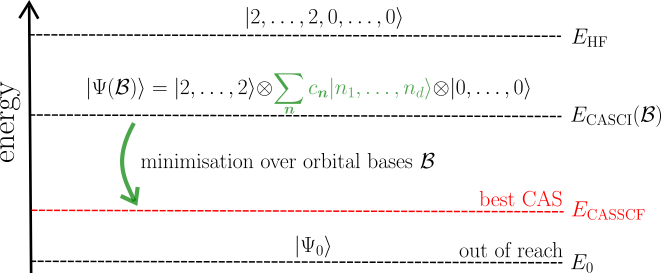 |2, . . . , 2, 0, . . . , 0⟩
E_HF
|Ψ(𝓑)⟩ = |2, . . . , 2⟩⊗∑_n c_n|n_1, . . . , n_d⟩⊗|0, . . . , 0⟩
E_CASCI(𝓑)
energy
minimisation over orbital bases 𝓑
best CAS
E_CASSCF
|Ψ_0⟩
out of reach
E_0